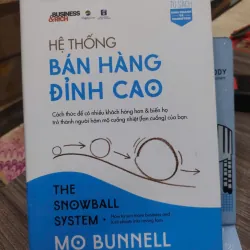 BUSINESS
HỆ THỐNG
BÁN HÀNG
ĐỈNH CAO
Cách thức để có nhiều khách hàng hơn & biến họ
trở thành người hâm mộ cuồng nhiệt (fan cuồng) của bạn
THE
SNOWBALL
SYSTEM
MO BUNNELL